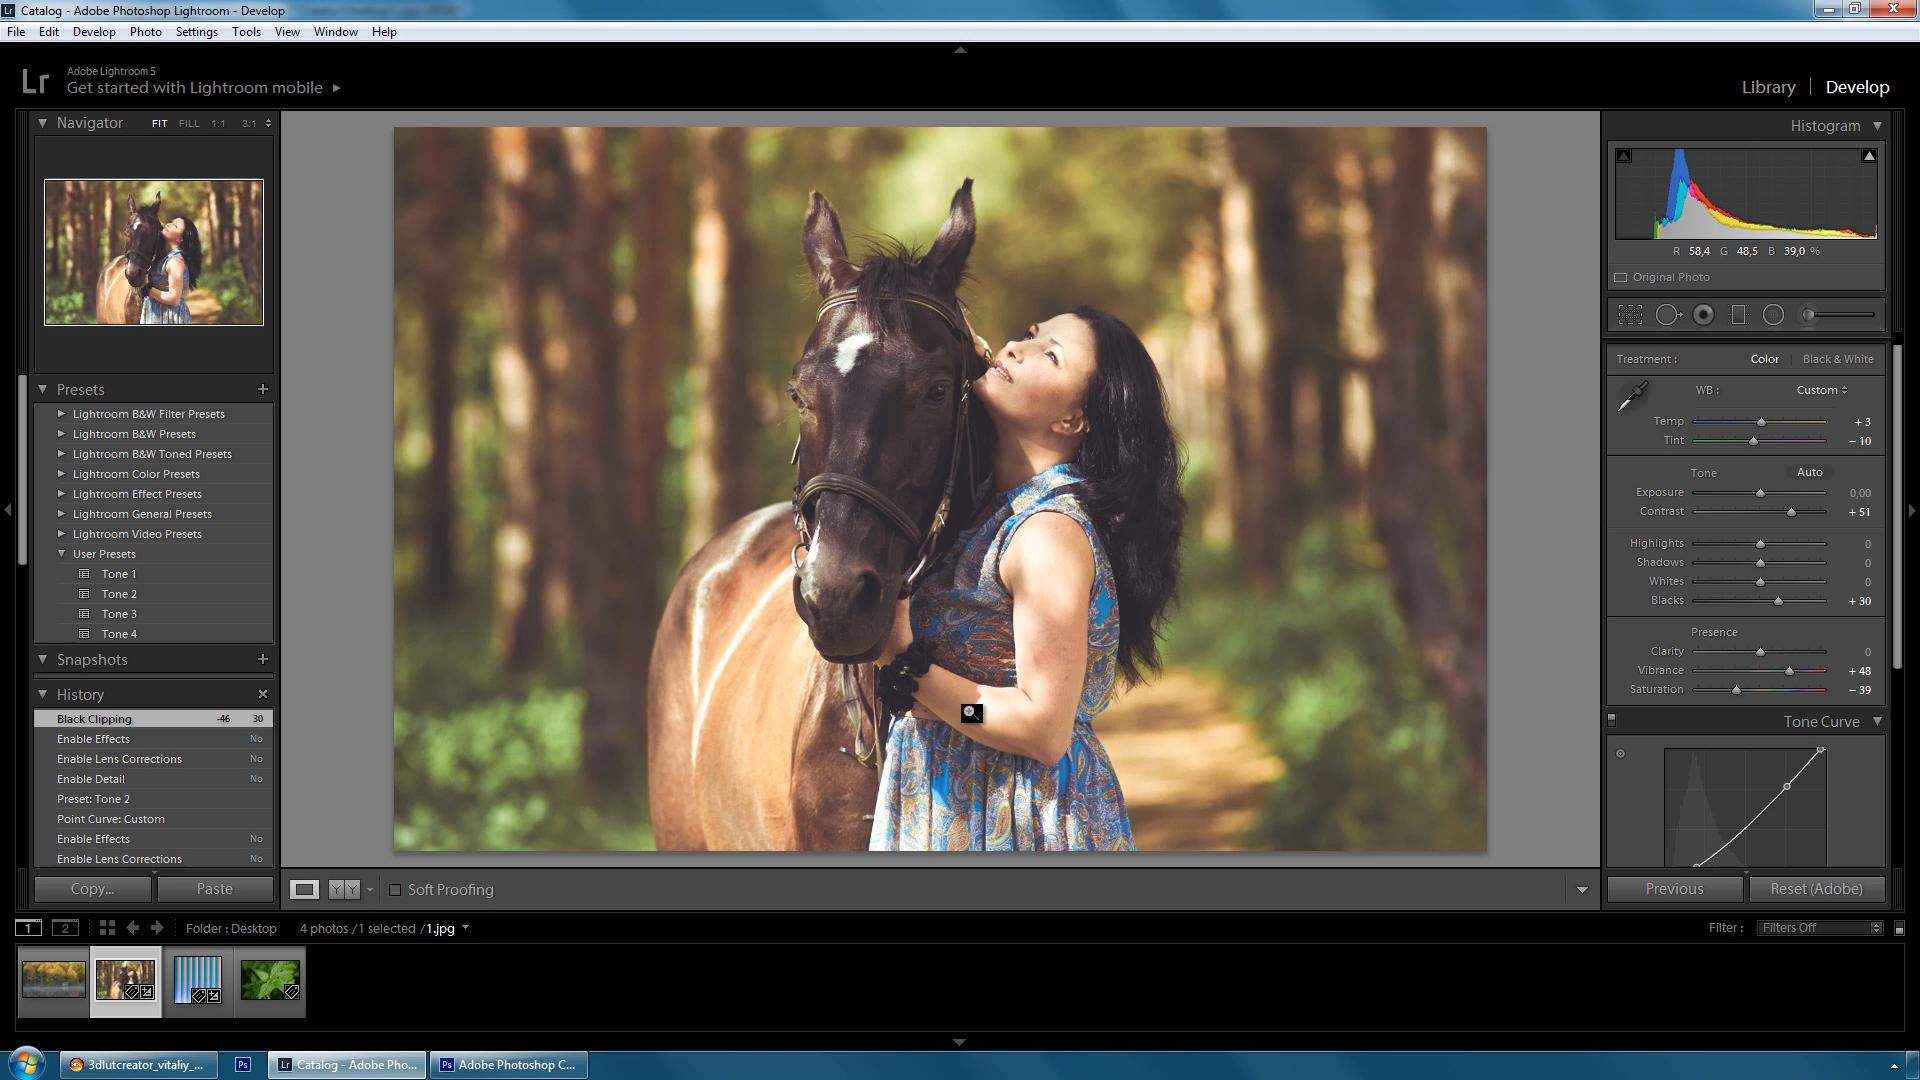 Catalog - Adobe Photoshop Lightroom - Develop
File Edit Develop Photo Settings Tools View Window Help
Lr
Adobe Lightroom 5
Get started with Lightroom mobile
Library | Develop
Navigator FIT FILL 1:1 3:1
Presets
Lightroom B&W Filter Presets
Lightroom B&W Presets
Lightroom B&W Toned Presets
Lightroom Color Presets
Lightroom Effect Presets
Lightroom General Presets
Lightroom Video Presets
User Presets
Tone 1
Tone 2
Tone 3
Tone 4
Snapshots
History
Black Clipping -46 30
Enable Effects No
Enable Lens Corrections No
Enable Detail No
Preset: Tone 2
Point Curve: Custom
Enable Effects No
Enable Lens Corrections No
Copy... Paste
Soft Proofing
Histogram
R 58,4 G 48,5 B 39,0 %
Original Photo
Treatment : Color Black & White
WB : Custom
Temp + 3
Tint - 10
Tone Auto
Exposure 0,00
Contrast + 51
Highlights 0
Shadows 0
Whites 0
Blacks + 30
Presence
Clarity 0
Vibrance + 48
Saturation - 39
Tone Curve
Previous Reset (Adobe)
1 2 Folder : Desktop 4 photos /1 selected /1.jpg Filter : Filters Off
3dlutcreator_vitaliy_... Ps Lr Catalog - Adobe Pho... Ps Adobe Photoshop C...